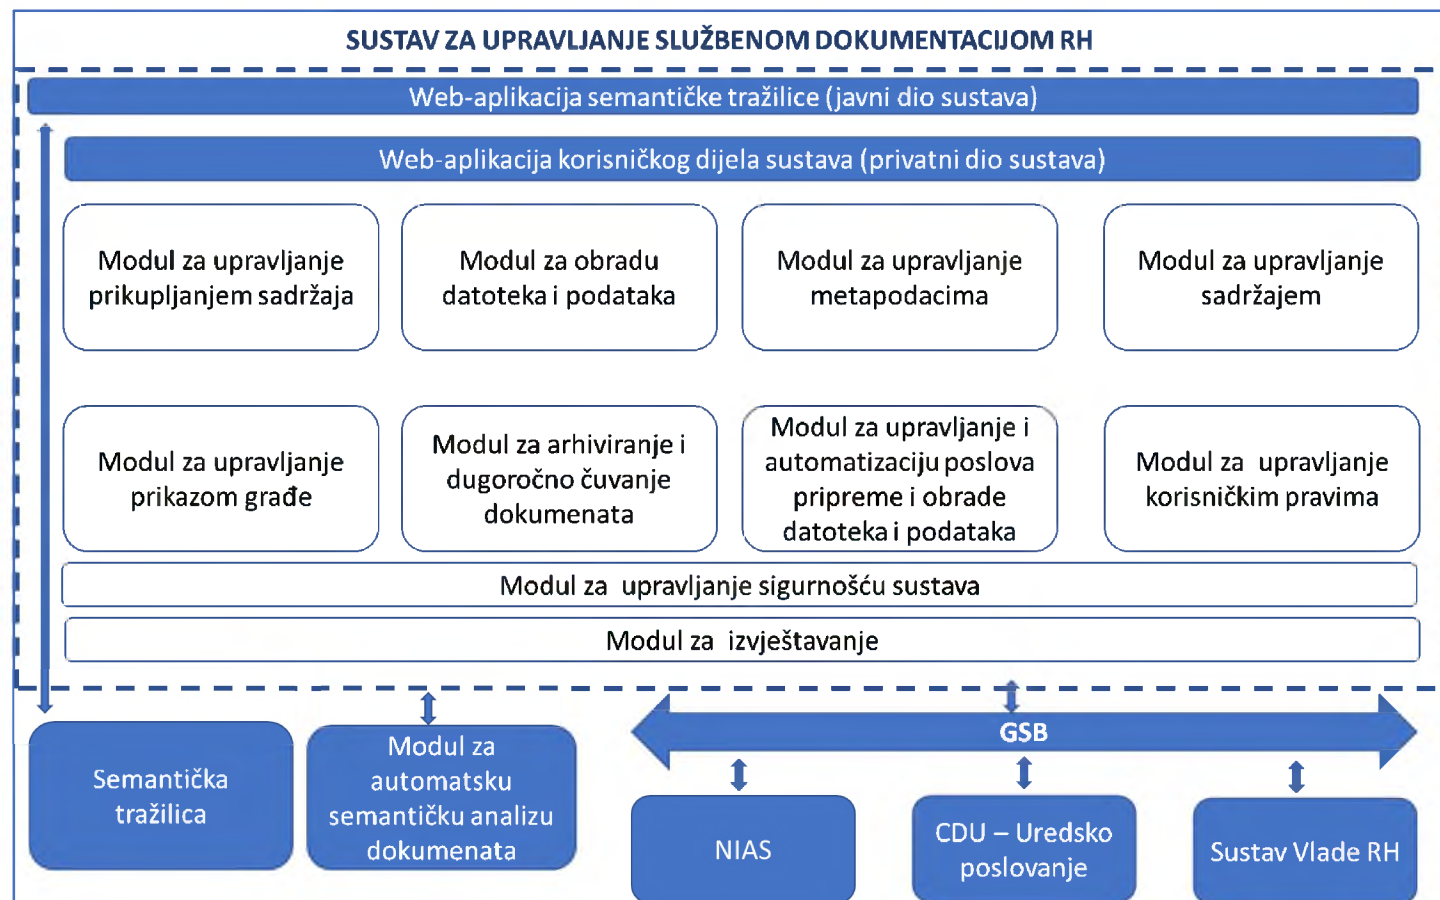 SUSTAV ZA UPRAVLJANJE SLUŽBENOM DOKUMENTACIJOM RH
Web-aplikacija semantičke tražilice (javni dio sustava)
Web-aplikacija korisničkog dijela sustava (privatni dio sustava)
Modul za upravljanje
prikupljanjem sadržaja
Modul za obradu
datoteka i podataka
Modul za upravljanje
metapodacima
Modul za upravljanje
sadržajem
Modul za upravljanje
prikazom građe
Modul za arhiviranje i
dugoročno čuvanje
dokumenata
Modul za upravljanje i
automatizaciju poslova
pripreme i obrade
datoteka i podataka
Modul za upravljanje
korisničkim pravima
Modul za upravljanje sigurnošću sustava
Modul za izvještavanje
Semantička
tražilica
Modul za
automatsku
semantičku analizu
dokumenata
GSB
NIAS
CDU – Uredsko
poslovanje
Sustav Vlade RH